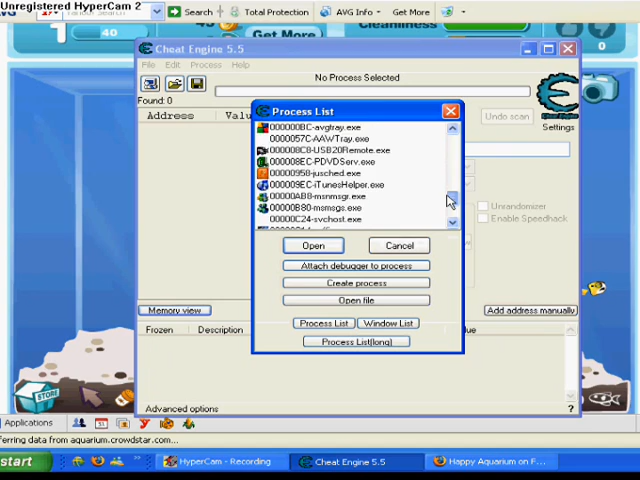 Unregistered HyperCam 2
Search
Total Protection
AVG Info
Get More
1
40
Get More
Cleanliness
0
Cheat Engine 5.5
File Edit Process Help
No Process Selected
Found: 0
Address
Undo scan
Settings
Process List
000000BC-avgtray.exe
0000057C-AAWTray.exe
000008C8-USB20Remote.exe
000008EC-PDVDServ.exe
00000958-jusched.exe
000009EC-iTunesHelper.exe
00000AB8-msnmsgr.exe
00000B80-msmsgs.exe
00000C24-svchost.exe
Unrandomizer
Enable Speedhack
Open Cancel
Attach debugger to process
Create process
Open file
Process List Window List
Process List(long)
Memory view
Add address manually
Frozen Description
Advanced options ?
STORE
Applications
ferring data from aquarium.crowdstar.com...
start
HyperCam - Recording
Cheat Engine 5.5
Happy Aquarium on F...